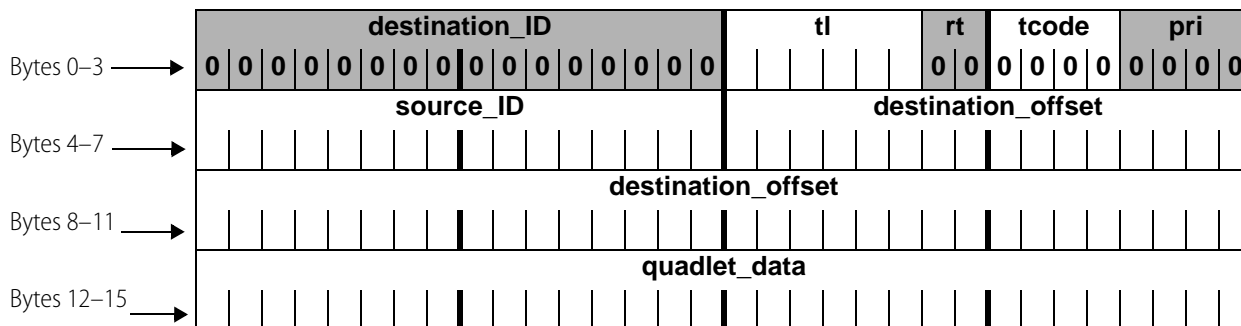 destination_ID tl rt tcode pri
Bytes 0–3 0 0 0 0 0 0 0 0 0 0 0 0 0 0 0 0 0 0 0 0 0 0 0 0 0 0
source_ID destination_offset
Bytes 4–7
destination_offset
Bytes 8–11
quadlet_data
Bytes 12–15